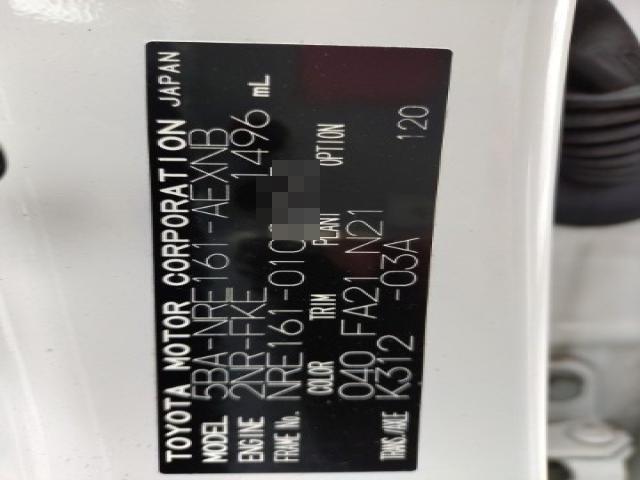 TOYOTA MOTOR CORPORATION JAPAN
MODEL 5BA-NRE161-AEXNB
ENGINE 2NR-FKE 1496 mL
FRAME No. NRE161-010
COLOR TRIM PLANT OPTION
040 FA21 N21
TRANS/AXLE K312 -03A 120